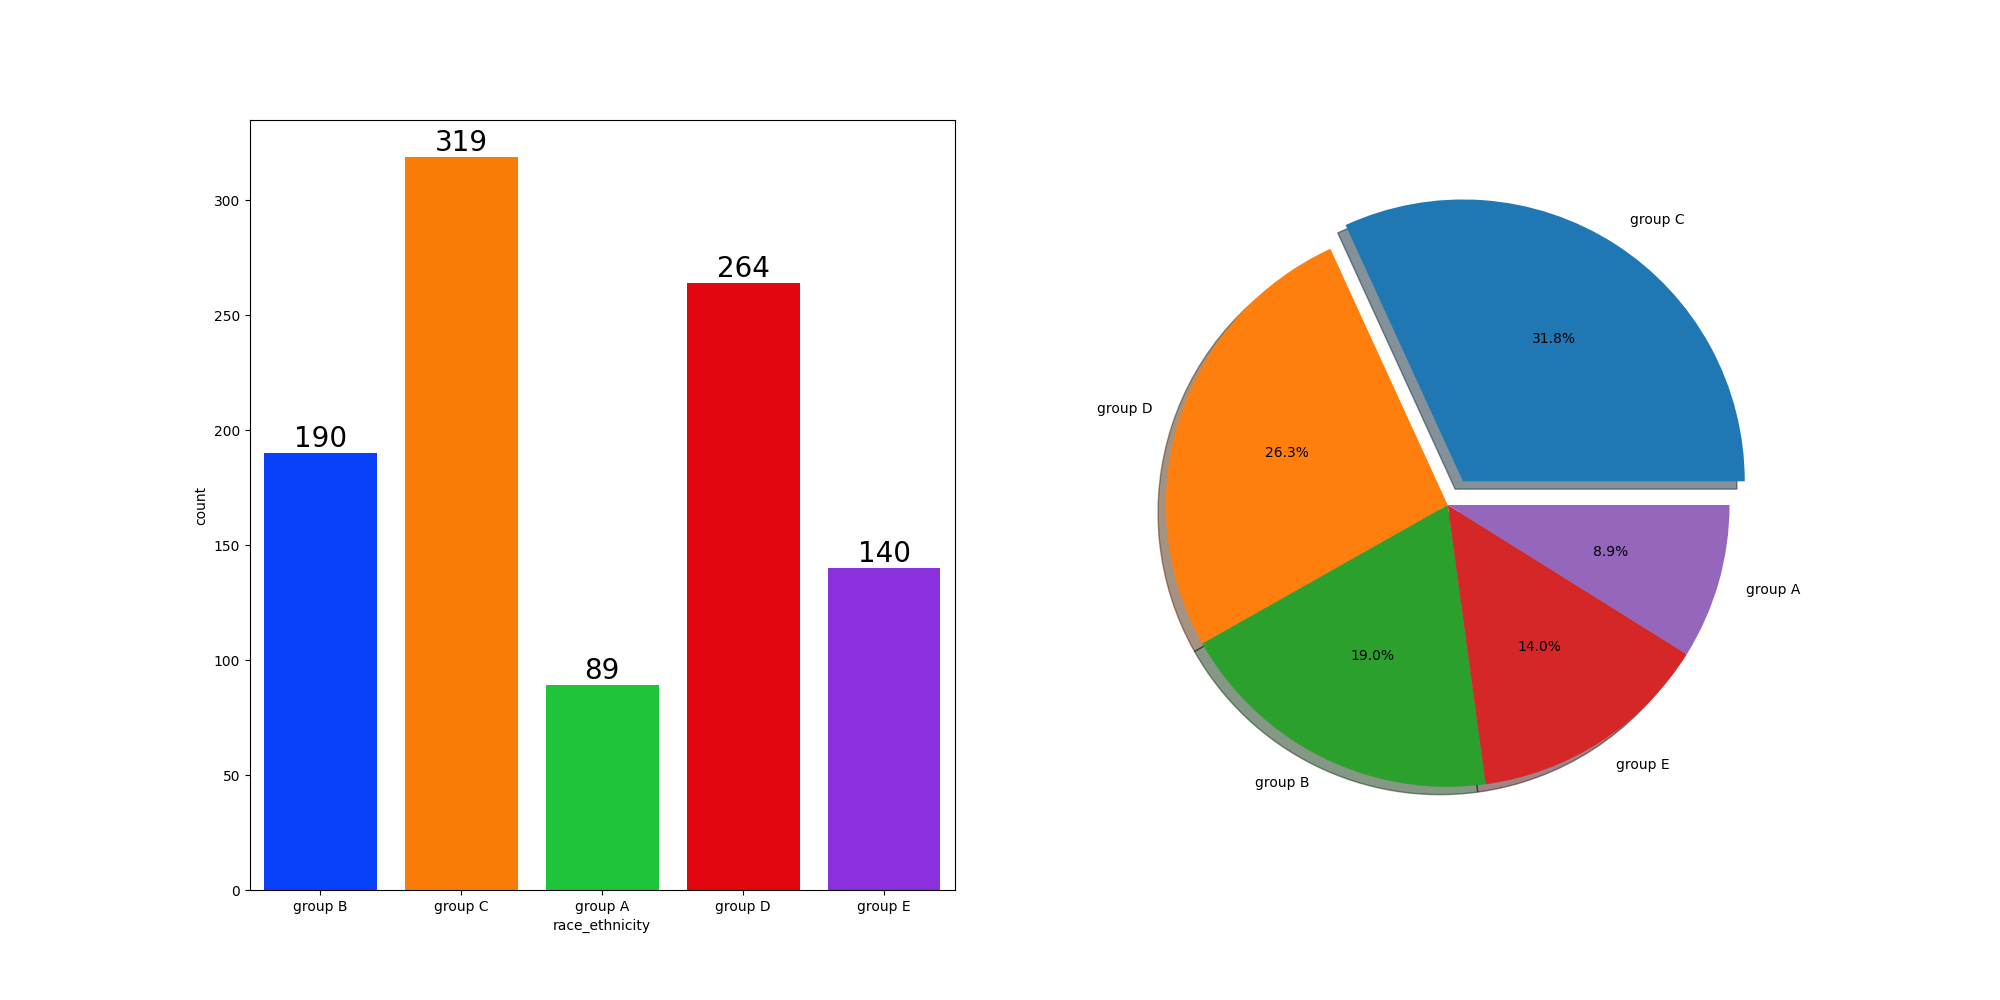 319
300
264
250
200
190
150
140
100
89
50
0
count
group B group C group A group D group E
race_ethnicity
group C
31.8%
group D
26.3%
8.9%
group A
14.0%
19.0%
group E
group B